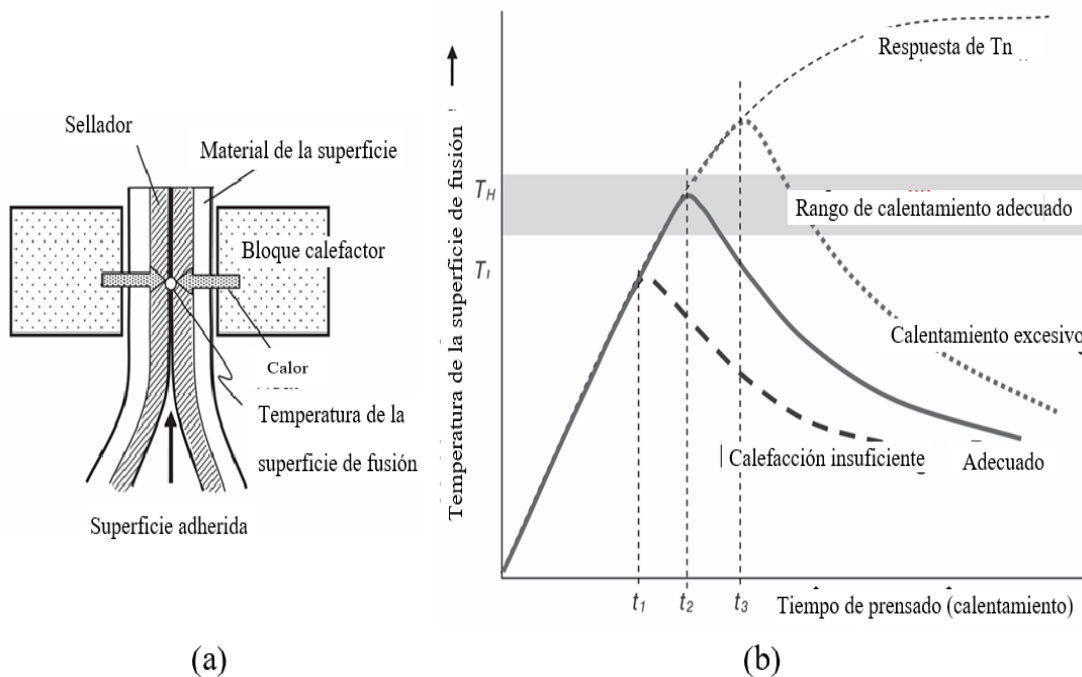 Sellador
Material de la superficie
Bloque calefactor
Calor
Temperatura de la
superficie de fusión
Superficie adherida
(a)
Temperatura de la superficie de fusión
Respuesta de Tn
T_H
Rango de calentamiento adecuado
Calentamiento excesivo
Calefacción insuficiente
Adecuado
t_1
t_2
t_3
Tiempo de prensado (calentamiento)
(b)